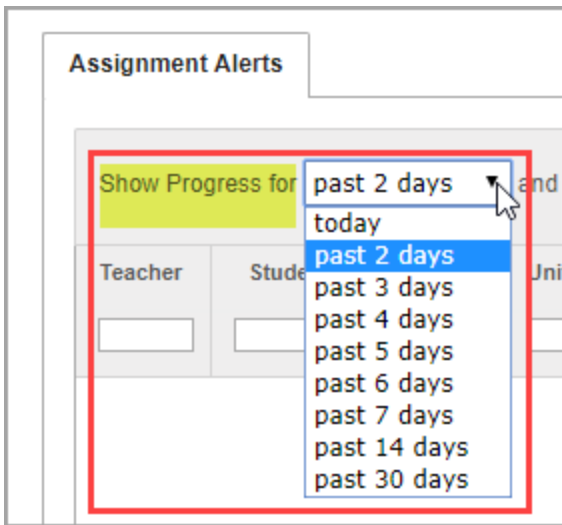 Assignment Alerts
Show Progress for past 2 days and
today
past 2 days
Teacher
past 3 days
past 4 days
past 5 days
past 6 days
past 7 days
past 14 days
past 30 days